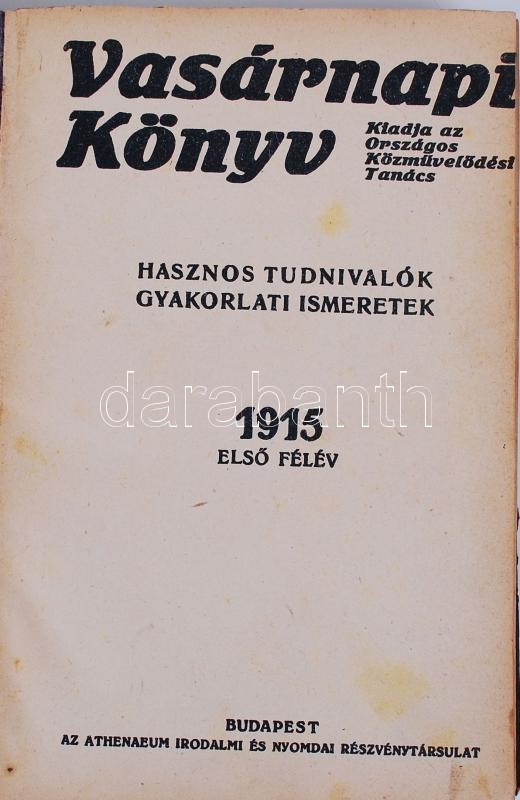 Vasárnapi
Könyv
Kiadja az
Országos
Közművelődési
Tanács
HASZNOS TUDNIVALÓK
GYAKORLATI ISMERETEK
darabanth
1915
ELSŐ FÉLÉV
BUDAPEST
AZ ATHENAEUM IRODALMI ÉS NYOMDAI RÉSZVÉNYTÁRSULAT